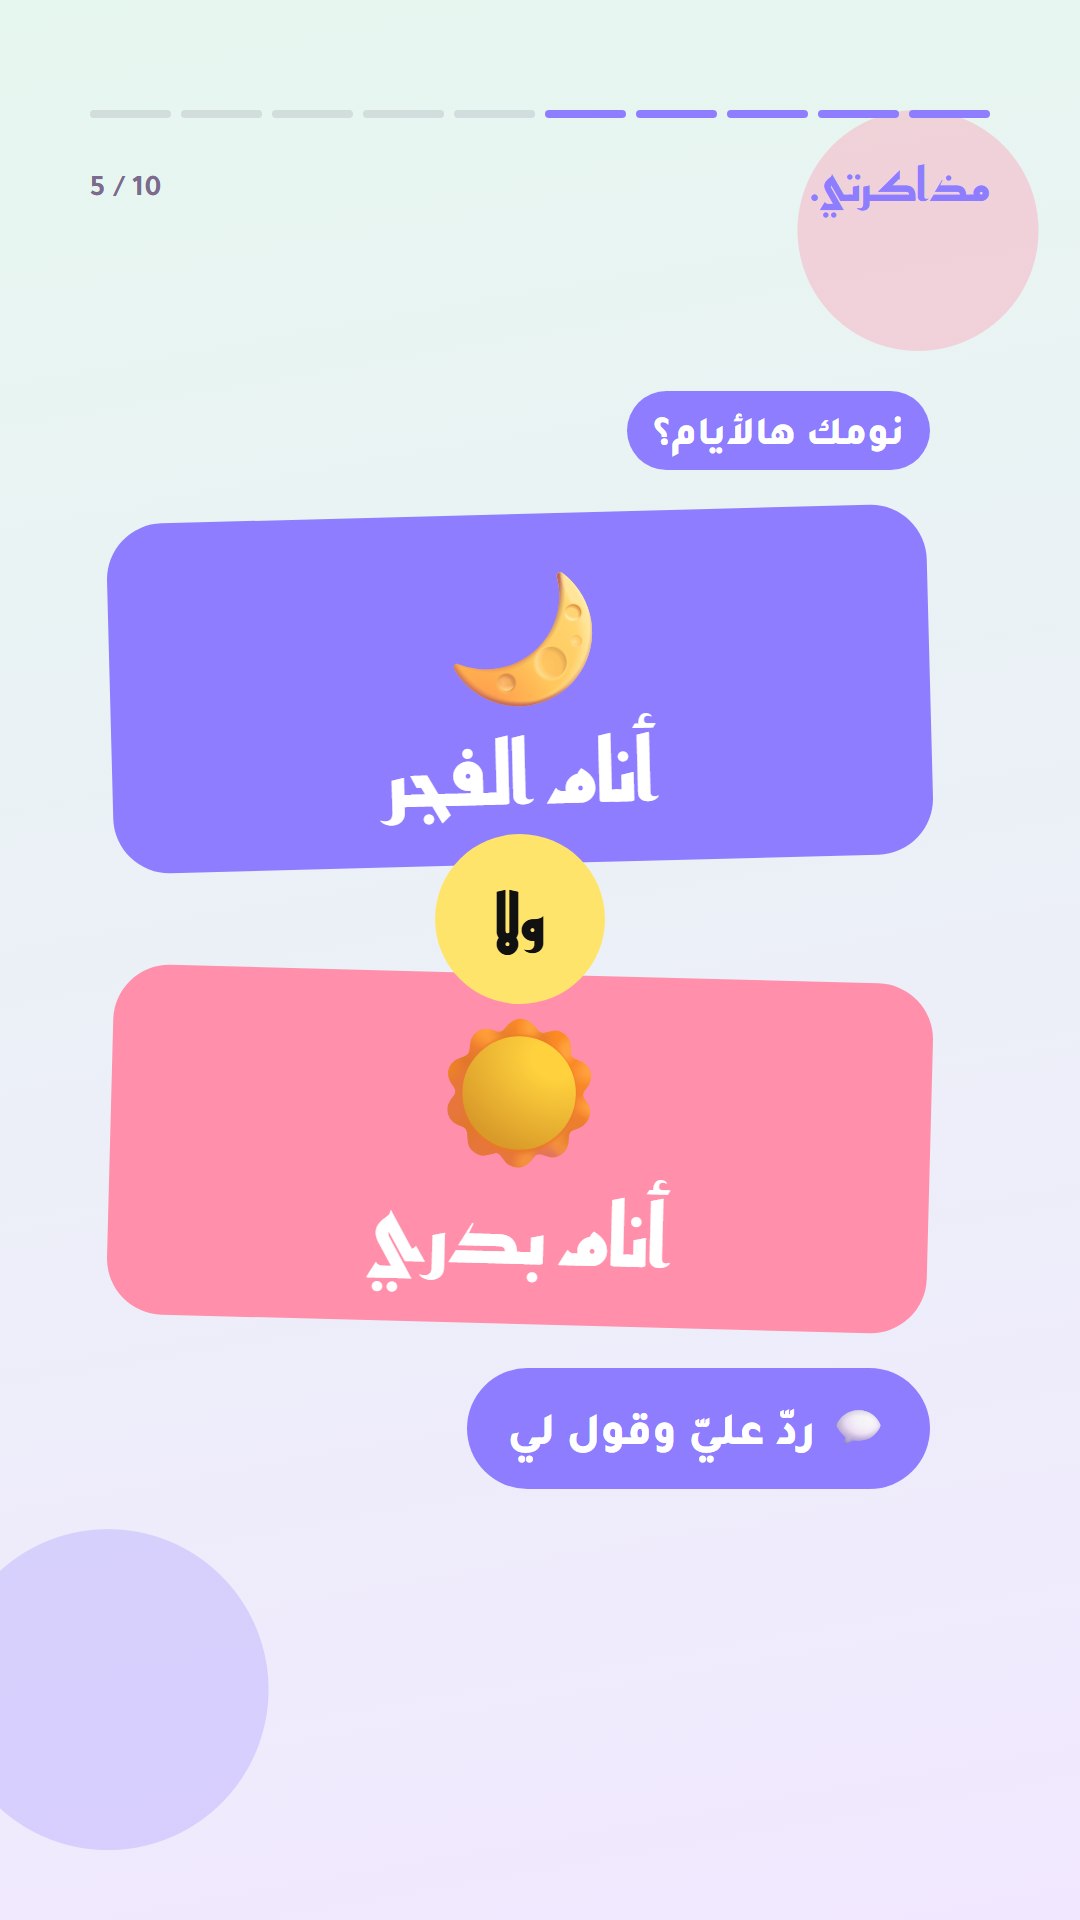 مذاكرتي.
5 / 10
نومك هالأيام؟
أنام الفجر
ولا
أنام بدري
ردّ عليّ وقول لي